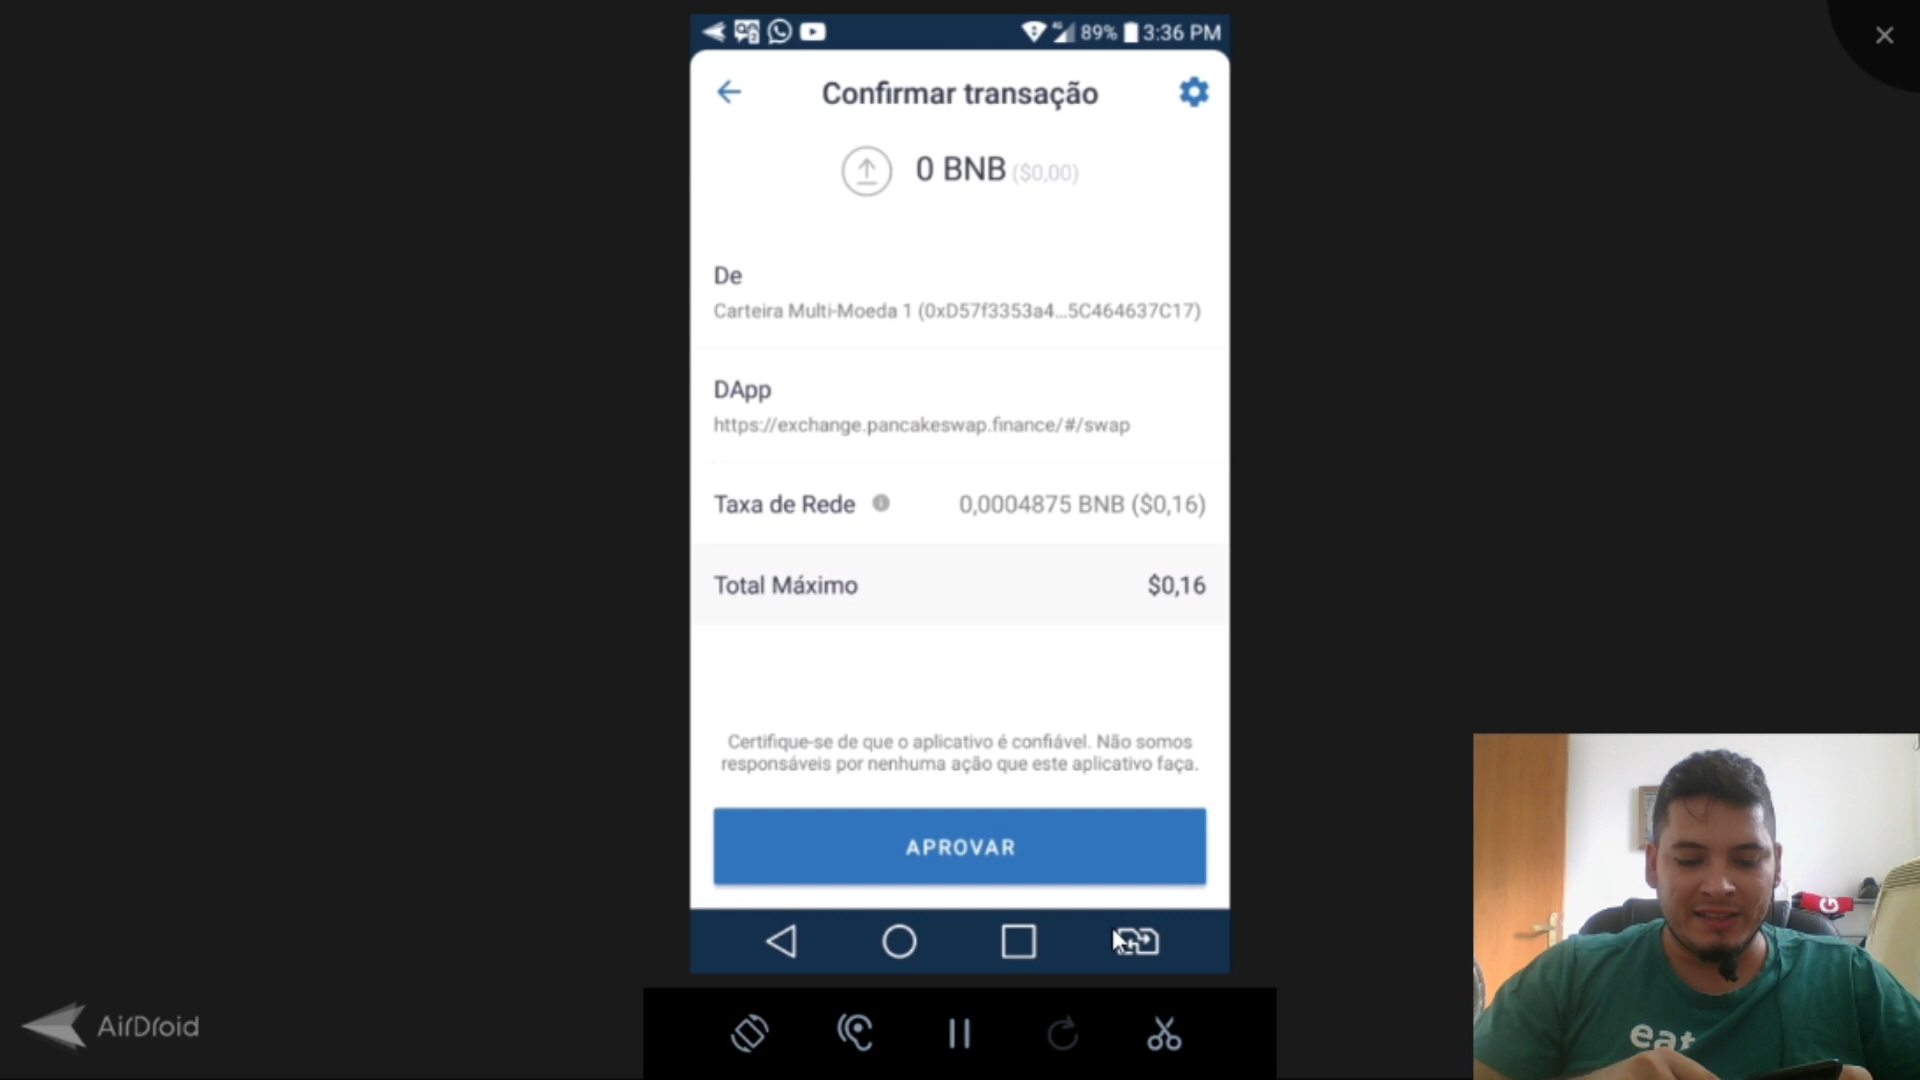 89% 3:36 PM
Confirmar transação
0 BNB ($0,00)
De
Carteira Multi-Moeda 1 (0xD57f3353a4...5C464637C17)
DApp
https://exchange.pancakeswap.finance/#/swap
Taxa de Rede 0,0004875 BNB ($0,16)
Total Máximo $0,16
Certifique-se de que o aplicativo é confiável. Não somos
responsáveis por nenhuma ação que este aplicativo faça.
APROVAR
AirDroid
G
eat